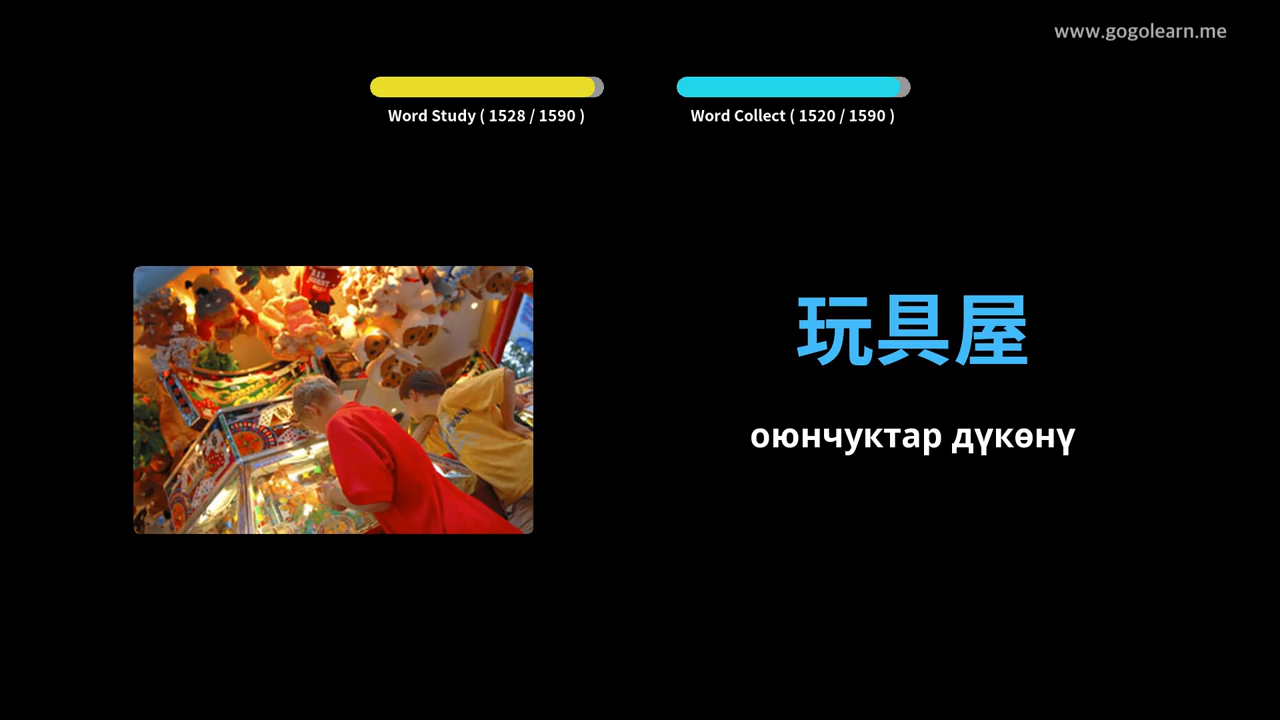 www.gogolearn.me
Word Study ( 1528 / 1590 )
Word Collect ( 1520 / 1590 )
玩具屋
оюнчуктар дүкөнү